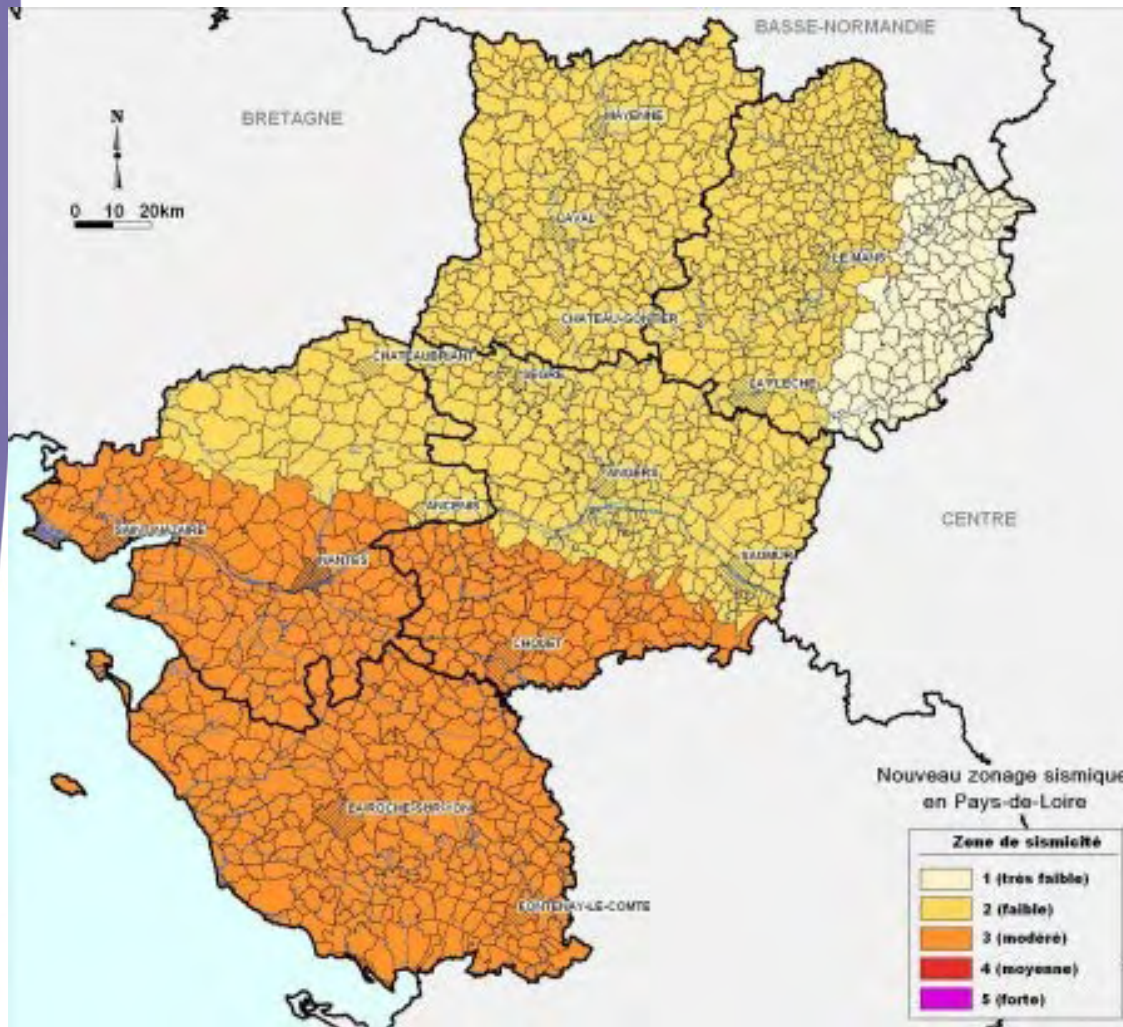 BASSE-NORMANDIE
BRETAGNE
N
MAYENNE
0 10 20km
LAVAL
LE MANS
CHATEAU-GONTIER
CHATEAUBRIANT
SEGRE
LA FLECHE
ANGERS
ANCENIS
CENTRE
SAINT-NAZAIRE
SAUMUR
NANTES
CHOLET
LA ROCHE-SUR-YON
FONTENAY-LE-COMTE
Nouveau zonage sismique
en Pays-de-Loire
Zone de sismicité
1 (très faible)
2 (faible)
3 (modéré)
4 (moyenne)
5 (forte)